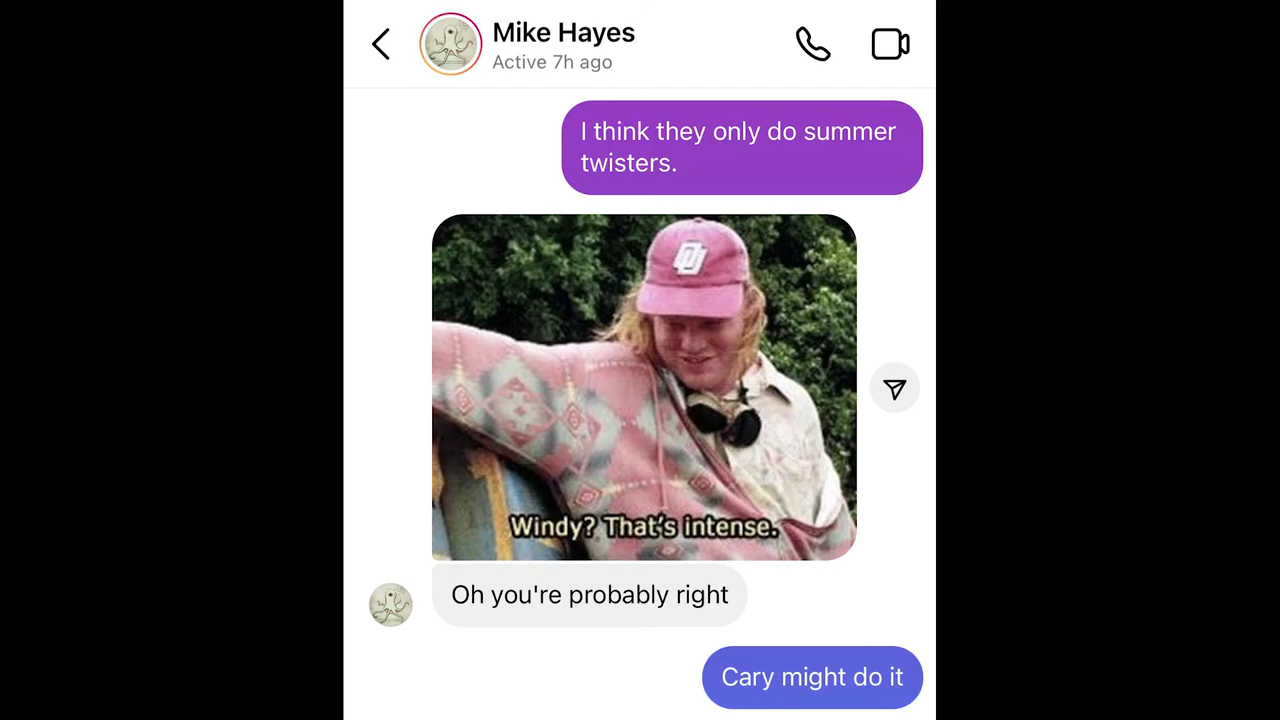 Mike Hayes
Active 7h ago
I think they only do summer
twisters.
Windy? That's intense.
Oh you're probably right
Cary might do it